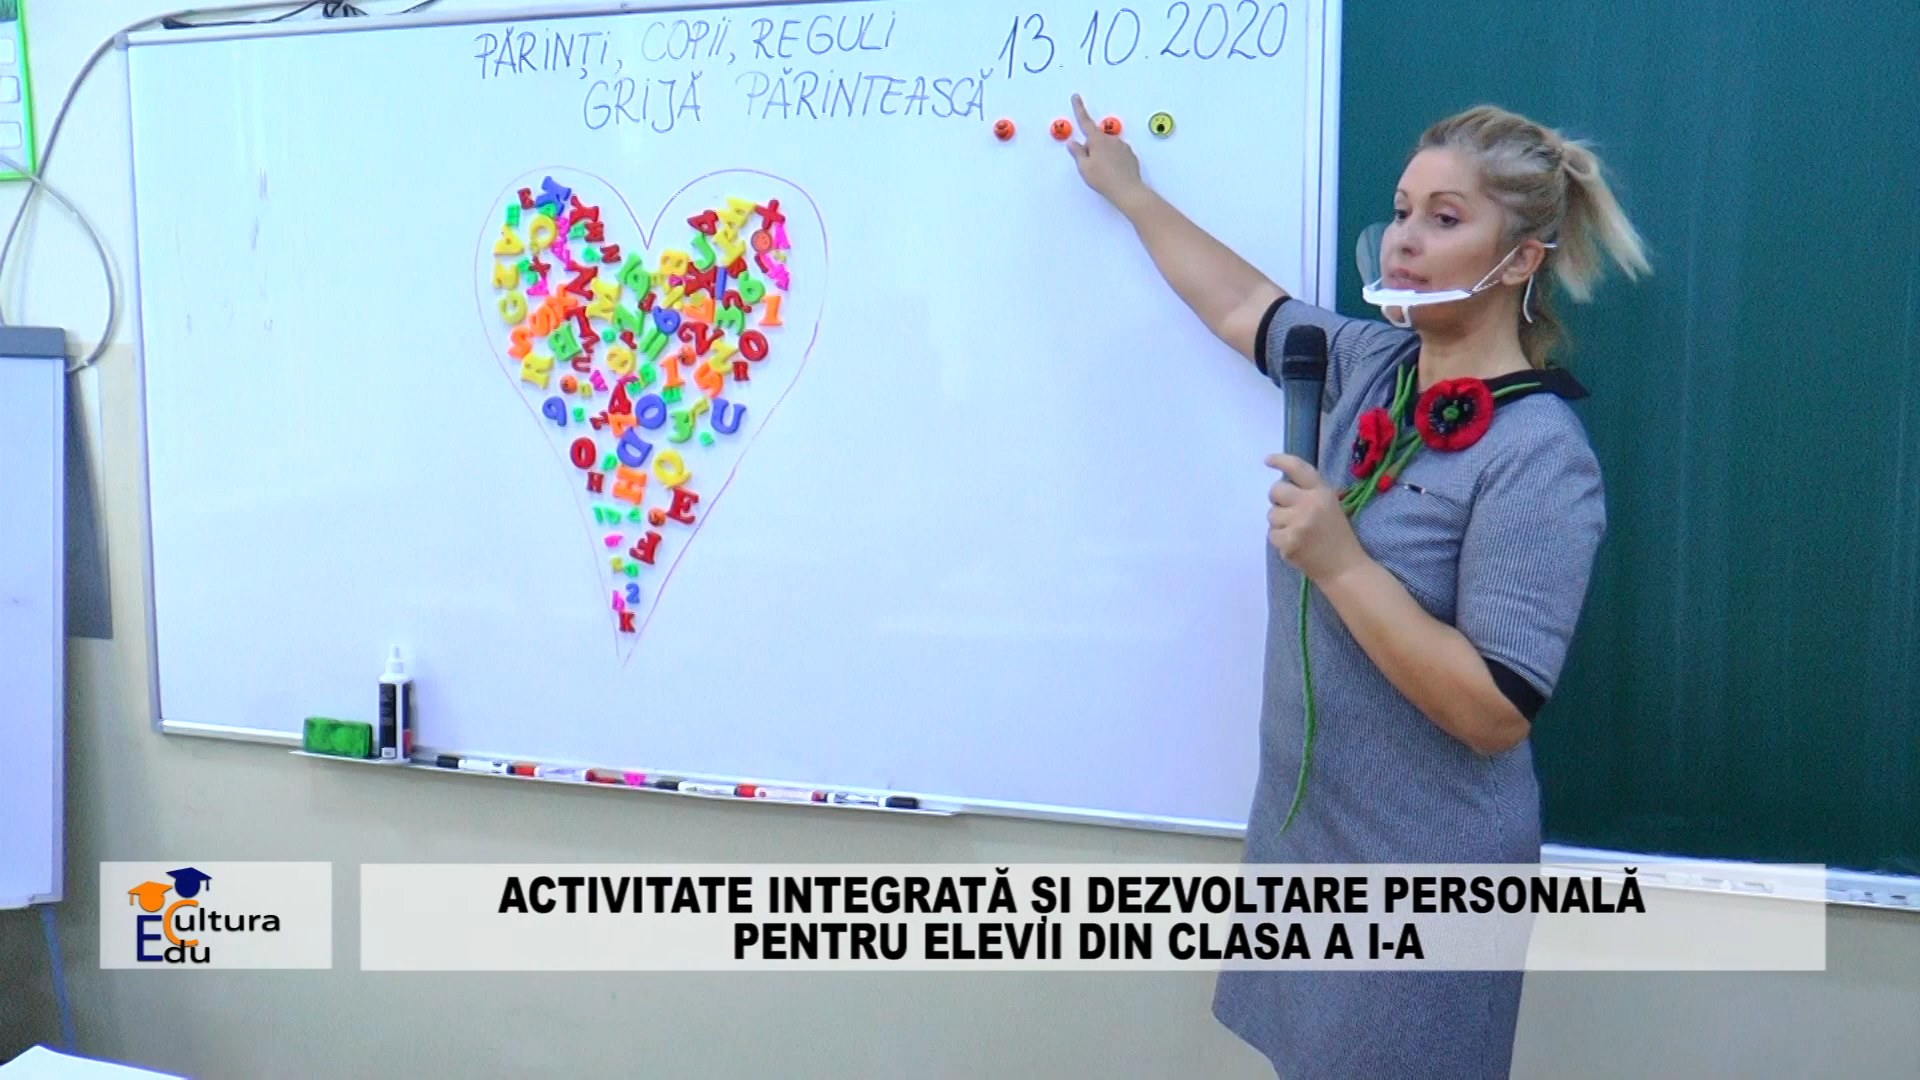 PĂRINȚI, COPII, REGULI 13.10.2020
GRIJĂ PĂRINTEASCĂ
ACTIVITATE INTEGRATĂ ȘI DEZVOLTARE PERSONALĂ
PENTRU ELEVII DIN CLASA A I-A
Cultura
Edu